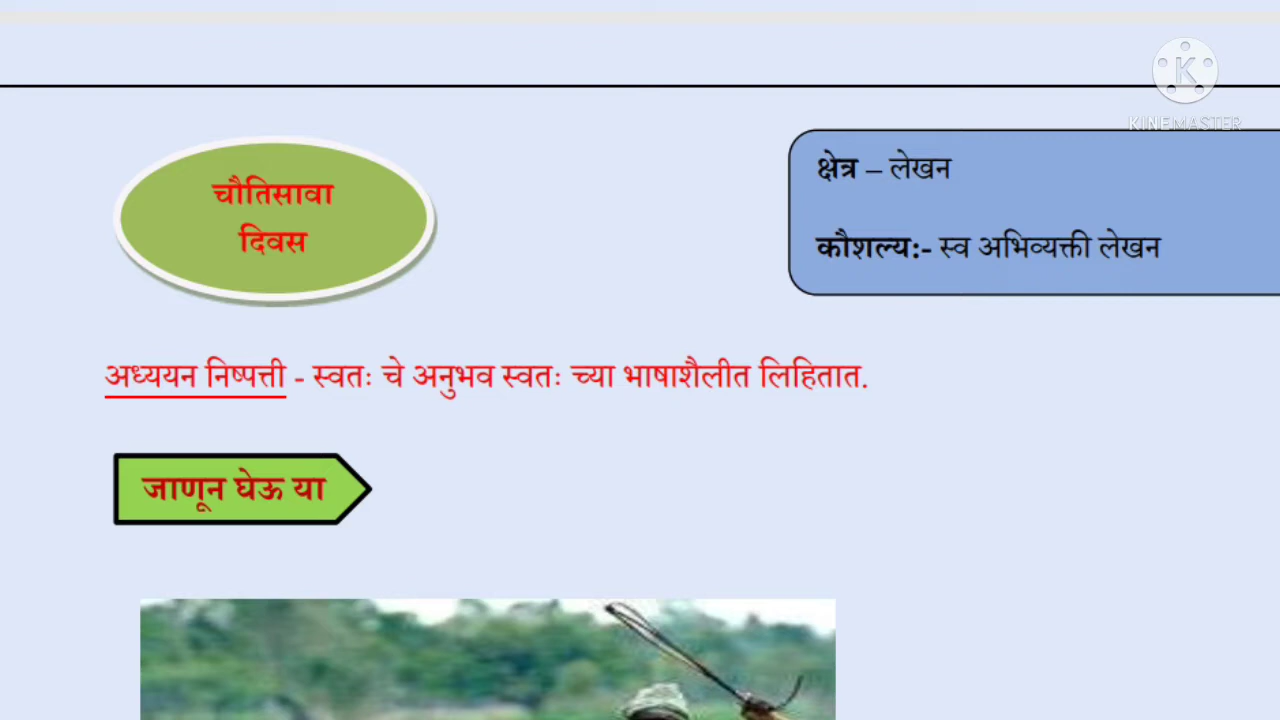 K
KINEMASTER
चौतिसावा
दिवस
क्षेत्र – लेखन
कौशल्य:- स्व अभिव्यक्ती लेखन
अध्ययन निष्पत्ती - स्वतः चे अनुभव स्वतः च्या भाषाशैलीत लिहितात.
जाणून घेऊ या